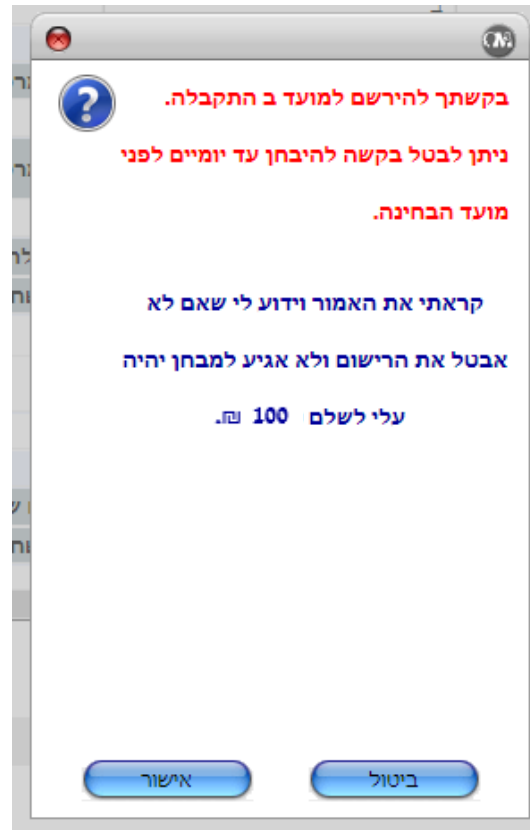 בקשתך להירשם למועד ב התקבלה.
ניתן לבטל בקשה להיבחן עד יומיים לפני
מועד הבחינה.
קראתי את האמור וידוע לי שאם לא
אבטל את הרישום ולא אגיע למבחן יהיה
עלי לשלם 100 ₪.
ביטול
אישור